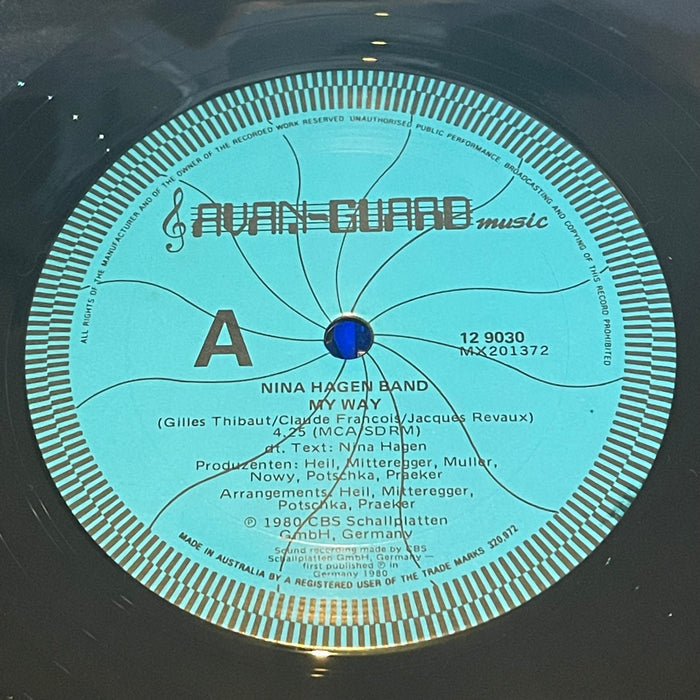 ALL RIGHTS OF THE MANUFACTURER AND OF THE OWNER OF THE RECORDED WORK RESERVED. UNAUTHORISED PUBLIC PERFORMANCE, BROADCASTING AND COPYING OF THIS RECORD PROHIBITED
AVAN-GUARD music
A
12 9030
MX201372
NINA HAGEN BAND
MY WAY
(Gilles Thibaut/Claude Francois/Jacques Revaux)
4.25 (MCA/SDRM)
dt. Text: Nina Hagen
Produzenten: Heil, Mitteregger, Muller,
Nowy, Potschka, Praeker
Arrangements, Heil, Mitteregger,
Potschka, Praeker
℗ 1980 CBS Schallplatten
GmbH, Germany
Sound recording made by CBS
Schallplatten GmbH, Germany —
first published ℗ in
Germany 1980
MADE IN AUSTRALIA BY A REGISTERED USER OF THE TRADE MARKS 320,972